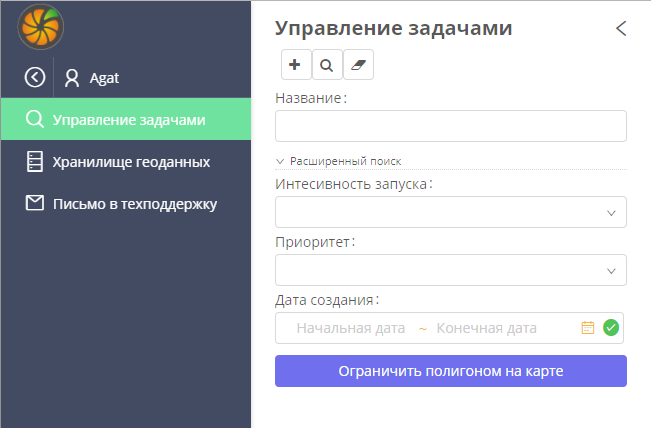 Управление задачами
Agat
Управление задачами
Хранилище геоданных
Письмо в техподдержку
Название:
Расширенный поиск
Интесивность запуска:
Приоритет:
Дата создания:
Начальная дата ~ Конечная дата
Ограничить полигоном на карте